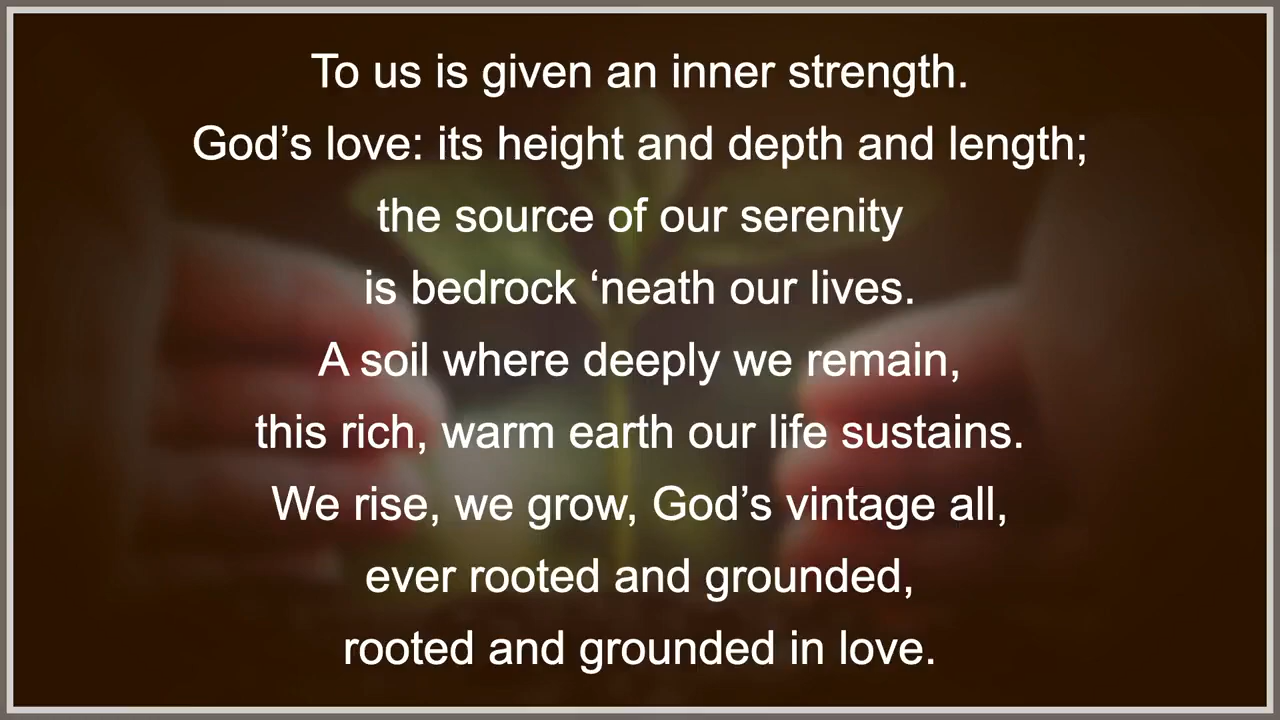 To us is given an inner strength.
God’s love: its height and depth and length;
the source of our serenity
is bedrock ‘neath our lives.
A soil where deeply we remain,
this rich, warm earth our life sustains.
We rise, we grow, God’s vintage all,
ever rooted and grounded,
rooted and grounded in love.